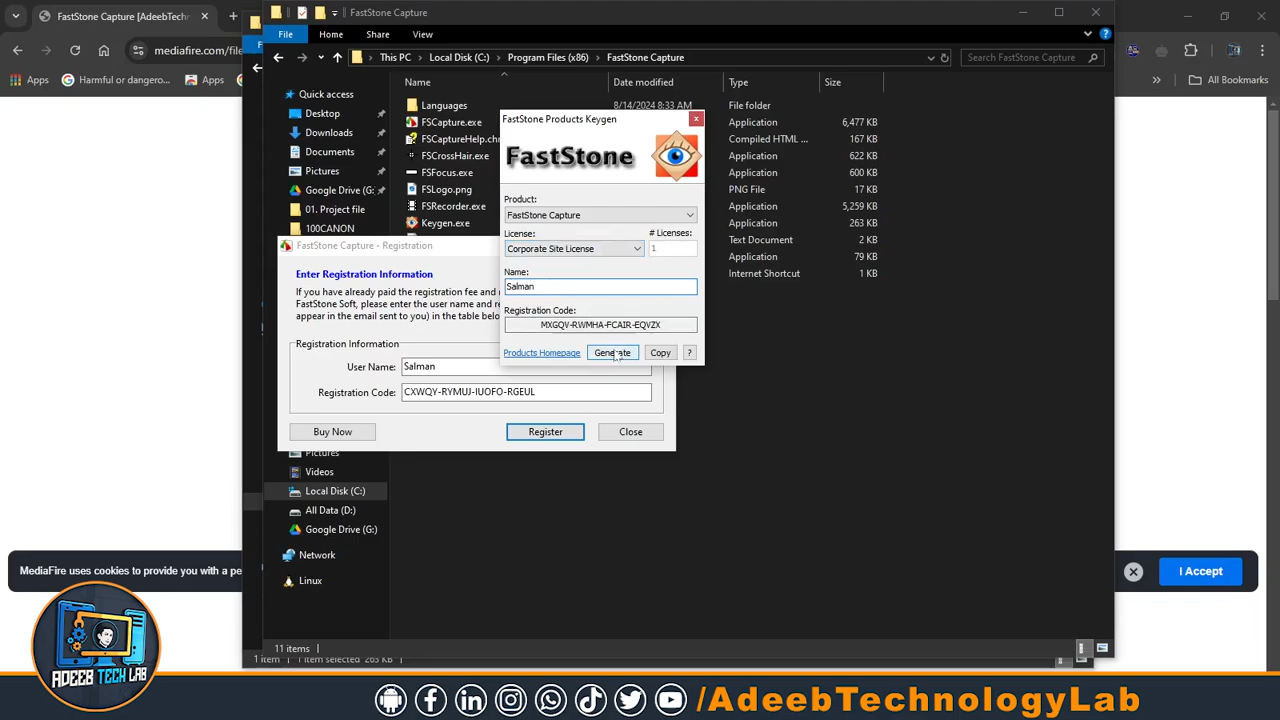 FastStone Capture [AdeebTech
FastStone Capture
File
Home
Share
View
mediafire.com/file
This PC > Local Disk (C:) > Program Files (x86) > FastStone Capture
Search FastStone Capture
Apps
Harmful or dangero...
Apps
All Bookmarks
Name
Date modified
Type
Size
Quick access
Desktop
Downloads
Documents
Pictures
Google Drive (G:
01. Project file
100CANON
Languages
8/14/2024 8:33 AM
File folder
FSCapture.exe
Application
6,477 KB
FSCaptureHelp.chm
Compiled HTML ...
167 KB
FSCrossHair.exe
Application
622 KB
FSFocus.exe
Application
600 KB
FSLogo.png
PNG File
17 KB
FSRecorder.exe
Application
5,259 KB
Keygen.exe
Application
263 KB
Text Document
2 KB
Application
79 KB
Internet Shortcut
1 KB
FastStone Products Keygen
FastStone
Product:
FastStone Capture
License:
# Licenses:
Corporate Site License
1
Name:
Salman
Registration Code:
MXGQV-RWMHA-FCAIR-EQVZX
Products Homepage
Generate
Copy
?
FastStone Capture - Registration
Enter Registration Information
If you have already paid the registration fee and
FastStone Soft, please enter the user name and re
appear in the email sent to you) in the table below
Registration Information
User Name:
Salman
Registration Code:
CXWQY-RYMUJ-IUOFO-RGEUL
Buy Now
Register
Close
Pictures
Videos
Local Disk (C:)
All Data (D:)
Google Drive (G:)
Network
Linux
MediaFire uses cookies to provide you with a pe
I Accept
11 items
1 item
1 item selected 263 KB
ADEEB TECH LAB
/AdeebTechnologyLab